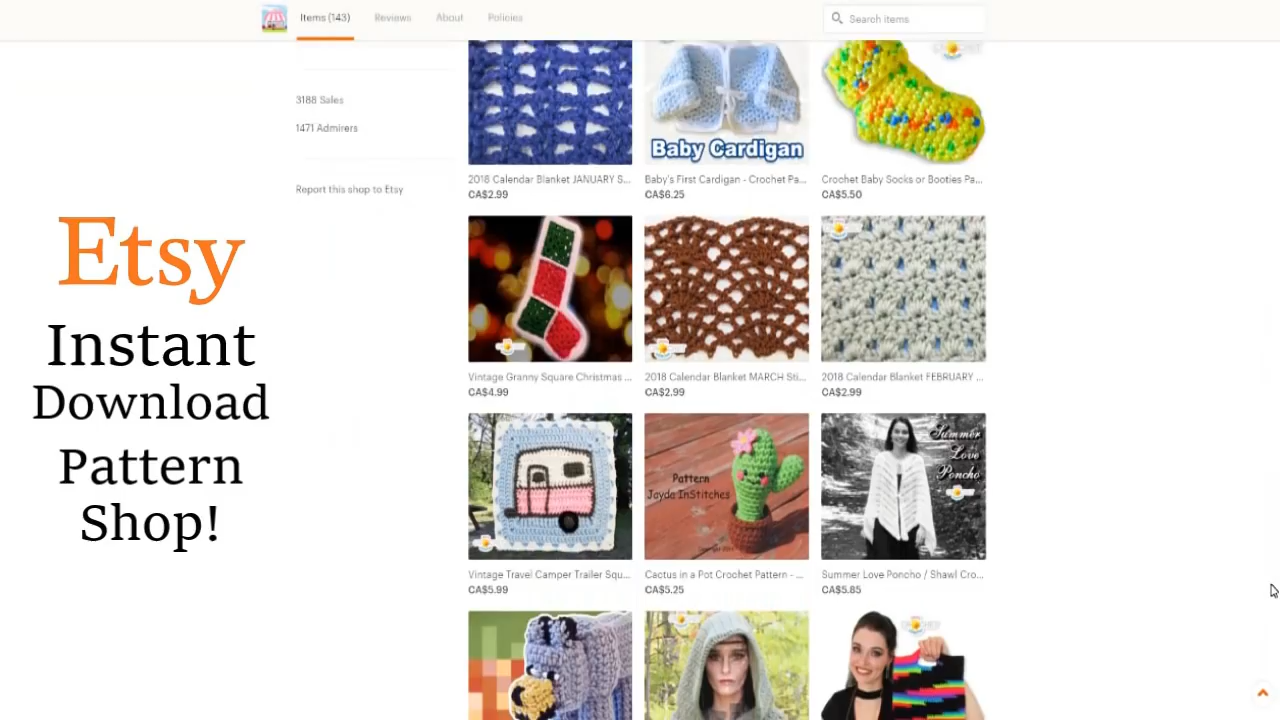 Items (143)
Reviews
About
Policies
Search items
3188 Sales
1471 Admirers
Report this shop to Etsy
Etsy
Instant
Download
Pattern
Shop!
Baby Cardigan
2018 Calendar Blanket JANUARY S...
CA$2.99
Baby's First Cardigan - Crochet Pa...
CA$6.25
Crochet Baby Socks or Booties Pa...
CA$5.50
Vintage Granny Square Christmas ...
CA$4.99
2018 Calendar Blanket MARCH Sti...
CA$2.99
2018 Calendar Blanket FEBRUARY ...
CA$2.99
Pattern
Jayda InStitches
Summer
Love
Poncho
Vintage Travel Camper Trailer Squ...
CA$5.99
Cactus in a Pot Crochet Pattern - ...
CA$5.25
Summer Love Poncho / Shawl Cro...
CA$5.85